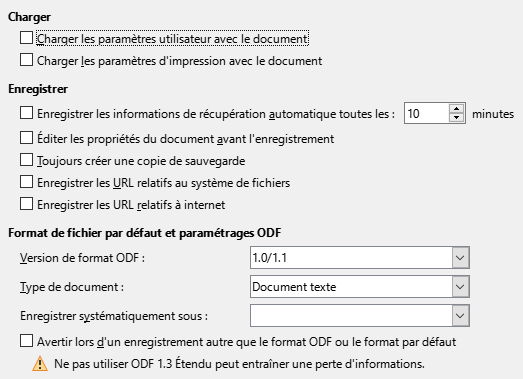 Charger
Charger les paramètres utilisateur avec le document
Charger les paramètres d'impression avec le document
Enregistrer
Enregistrer les informations de récupération automatique toutes les : 10 minutes
Éditer les propriétés du document avant l'enregistrement
Toujours créer une copie de sauvegarde
Enregistrer les URL relatifs au système de fichiers
Enregistrer les URL relatifs à internet
Format de fichier par défaut et paramétrages ODF
Version de format ODF : 1.0/1.1
Type de document : Document texte
Enregistrer systématiquement sous :
Avertir lors d'un enregistrement autre que le format ODF ou le format par défaut
Ne pas utiliser ODF 1.3 Étendu peut entraîner une perte d'informations.